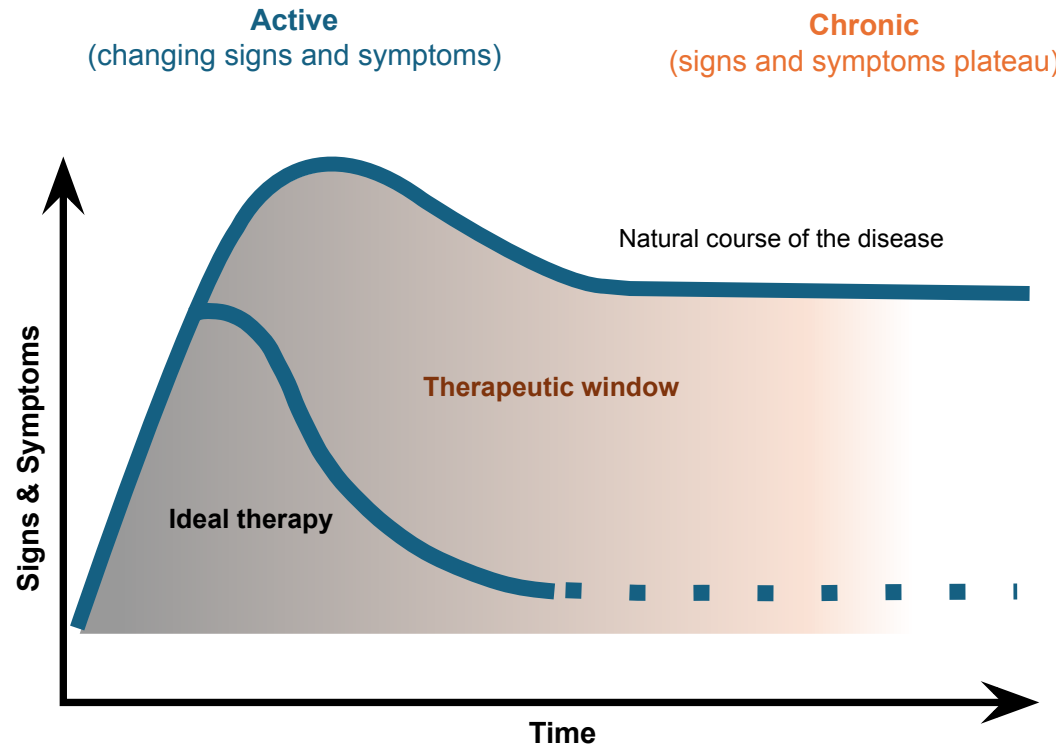 Active
(changing signs and symptoms)
Chronic
(signs and symptoms plateau)
Natural course of the disease
Therapeutic window
Ideal therapy
Signs & Symptoms
Time